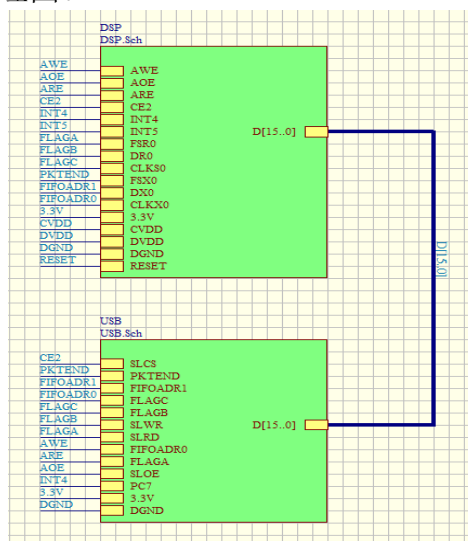 DSP
DSP.Sch
AWE AWE
AOE AOE
ARE ARE
CE2 CE2
INT4 INT4
INT5 INT5 D[15..0]
FLAGA FSR0
FLAGB DR0
FLAGC CLKS0
PKTEND FSX0
FIFOADR1 DX0
FIFOADR0 CLKX0
3.3V 3.3V
CVDD CVDD
DVDD DVDD
DGND DGND
RESET RESET
D[15..0]
USB
USB.Sch
CE2 SLCS
PKTEND PKTEND
FIFOADR1 FIFOADR1
FIFOADR0 FLAGC
FLAGC FLAGB
FLAGB SLWR D[15..0]
FLAGA SLRD
AWE FIFOADR0
ARE FLAGA
AOE SLOE
INT4 PC7
3.3V 3.3V
DGND DGND